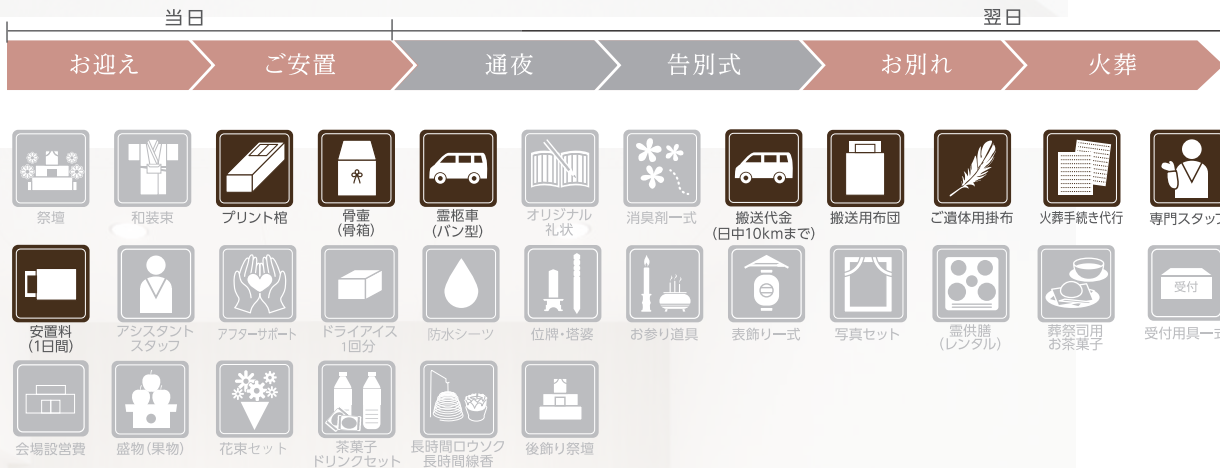 当日
翌日
お迎え
ご安置
通夜
告別式
お別れ
火葬
祭壇
和装束
プリント棺
骨壷
(骨箱)
霊柩車
(バン型)
オリジナル
礼状
消臭剤一式
搬送代金
(日中10kmまで)
搬送用布団
ご遺体用掛布
火葬手続き代行
専門スタッフ
安置料
(1日間)
アシスタント
スタッフ
アフターサポート
ドライアイス
1回分
防水シーツ
位牌・塔婆
お参り道具
表飾り一式
写真セット
霊供膳
(レンタル)
葬祭司用
お茶菓子
受付
受付用具一式
会場設営費
盛物(果物)
花束セット
茶菓子
ドリンクセット
長時間ロウソク
長時間線香
後飾り祭壇